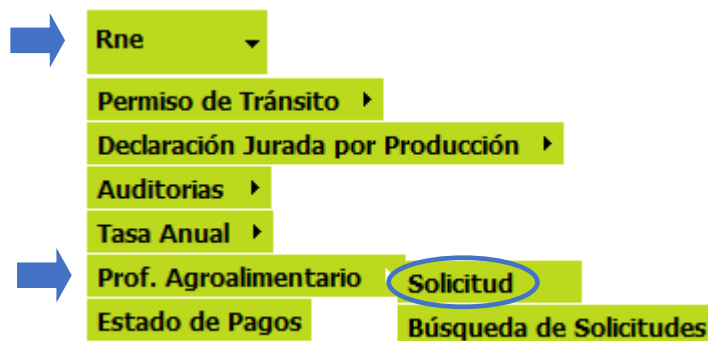 Rne
Permiso de Tránsito
Declaración Jurada por Producción
Auditorias
Tasa Anual
Prof. Agroalimentario
Solicitud
Estado de Pagos
Búsqueda de Solicitudes